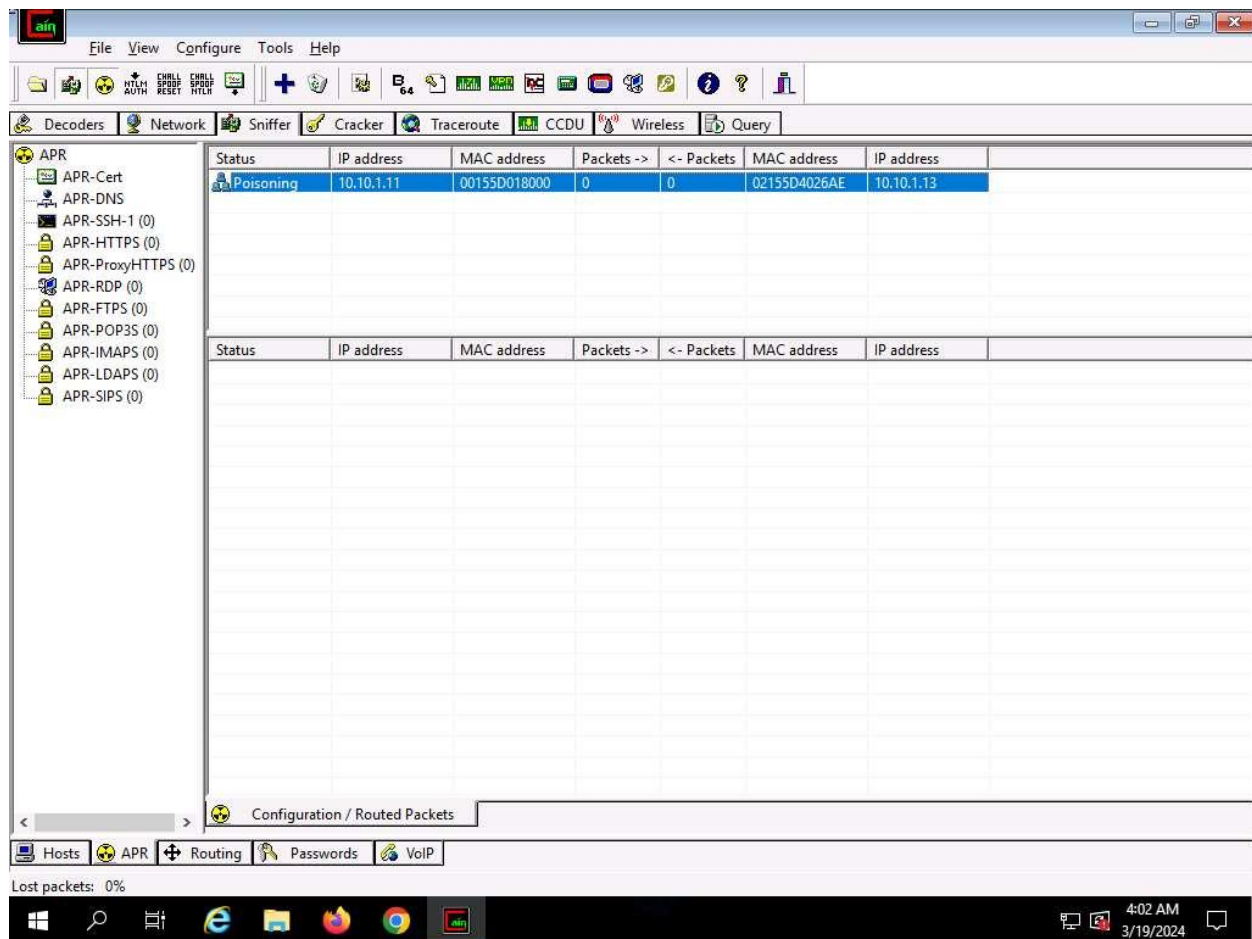 Cain
File View Configure Tools Help
NTLM AUTH CHALL SPOOF RESET CHALL SPOOF NTLM B 64
Decoders Network Sniffer Cracker Traceroute CCDU Wireless Query
APR
APR-Cert
APR-DNS
APR-SSH-1 (0)
APR-HTTPS (0)
APR-ProxyHTTPS (0)
APR-RDP (0)
APR-FTPS (0)
APR-POP3S (0)
APR-IMAPS (0)
APR-LDAPS (0)
APR-SIPS (0)
Status IP address MAC address Packets -> <- Packets MAC address IP address
Poisoning 10.10.1.11 00155D018000 0 0 02155D4026AE 10.10.1.13
Status IP address MAC address Packets -> <- Packets MAC address IP address
Configuration / Routed Packets
Hosts APR Routing Passwords VoIP
Lost packets: 0%
Cain
4:02 AM
3/19/2024